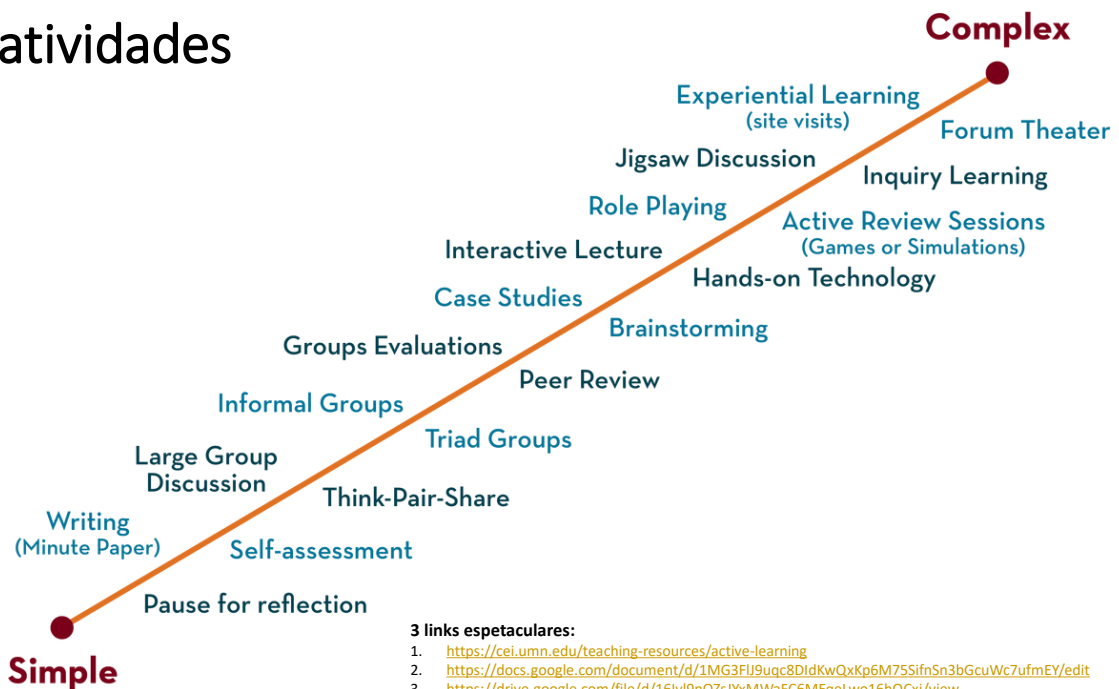 atividades
Complex
Experiential Learning
(site visits)
Forum Theater
Jigsaw Discussion
Inquiry Learning
Role Playing
Active Review Sessions
(Games or Simulations)
Interactive Lecture
Hands-on Technology
Case Studies
Brainstorming
Groups Evaluations
Peer Review
Informal Groups
Triad Groups
Large Group
Discussion
Think-Pair-Share
Writing
(Minute Paper)
Self-assessment
Pause for reflection
Simple
3 links espetaculares:
1. https://cei.umn.edu/teaching-resources/active-learning
2. https://docs.google.com/document/d/1MG3FlJ9uqc8DIdKwQxKp6M75SifnSn3bGcuWc7ufmEY/edit
3.